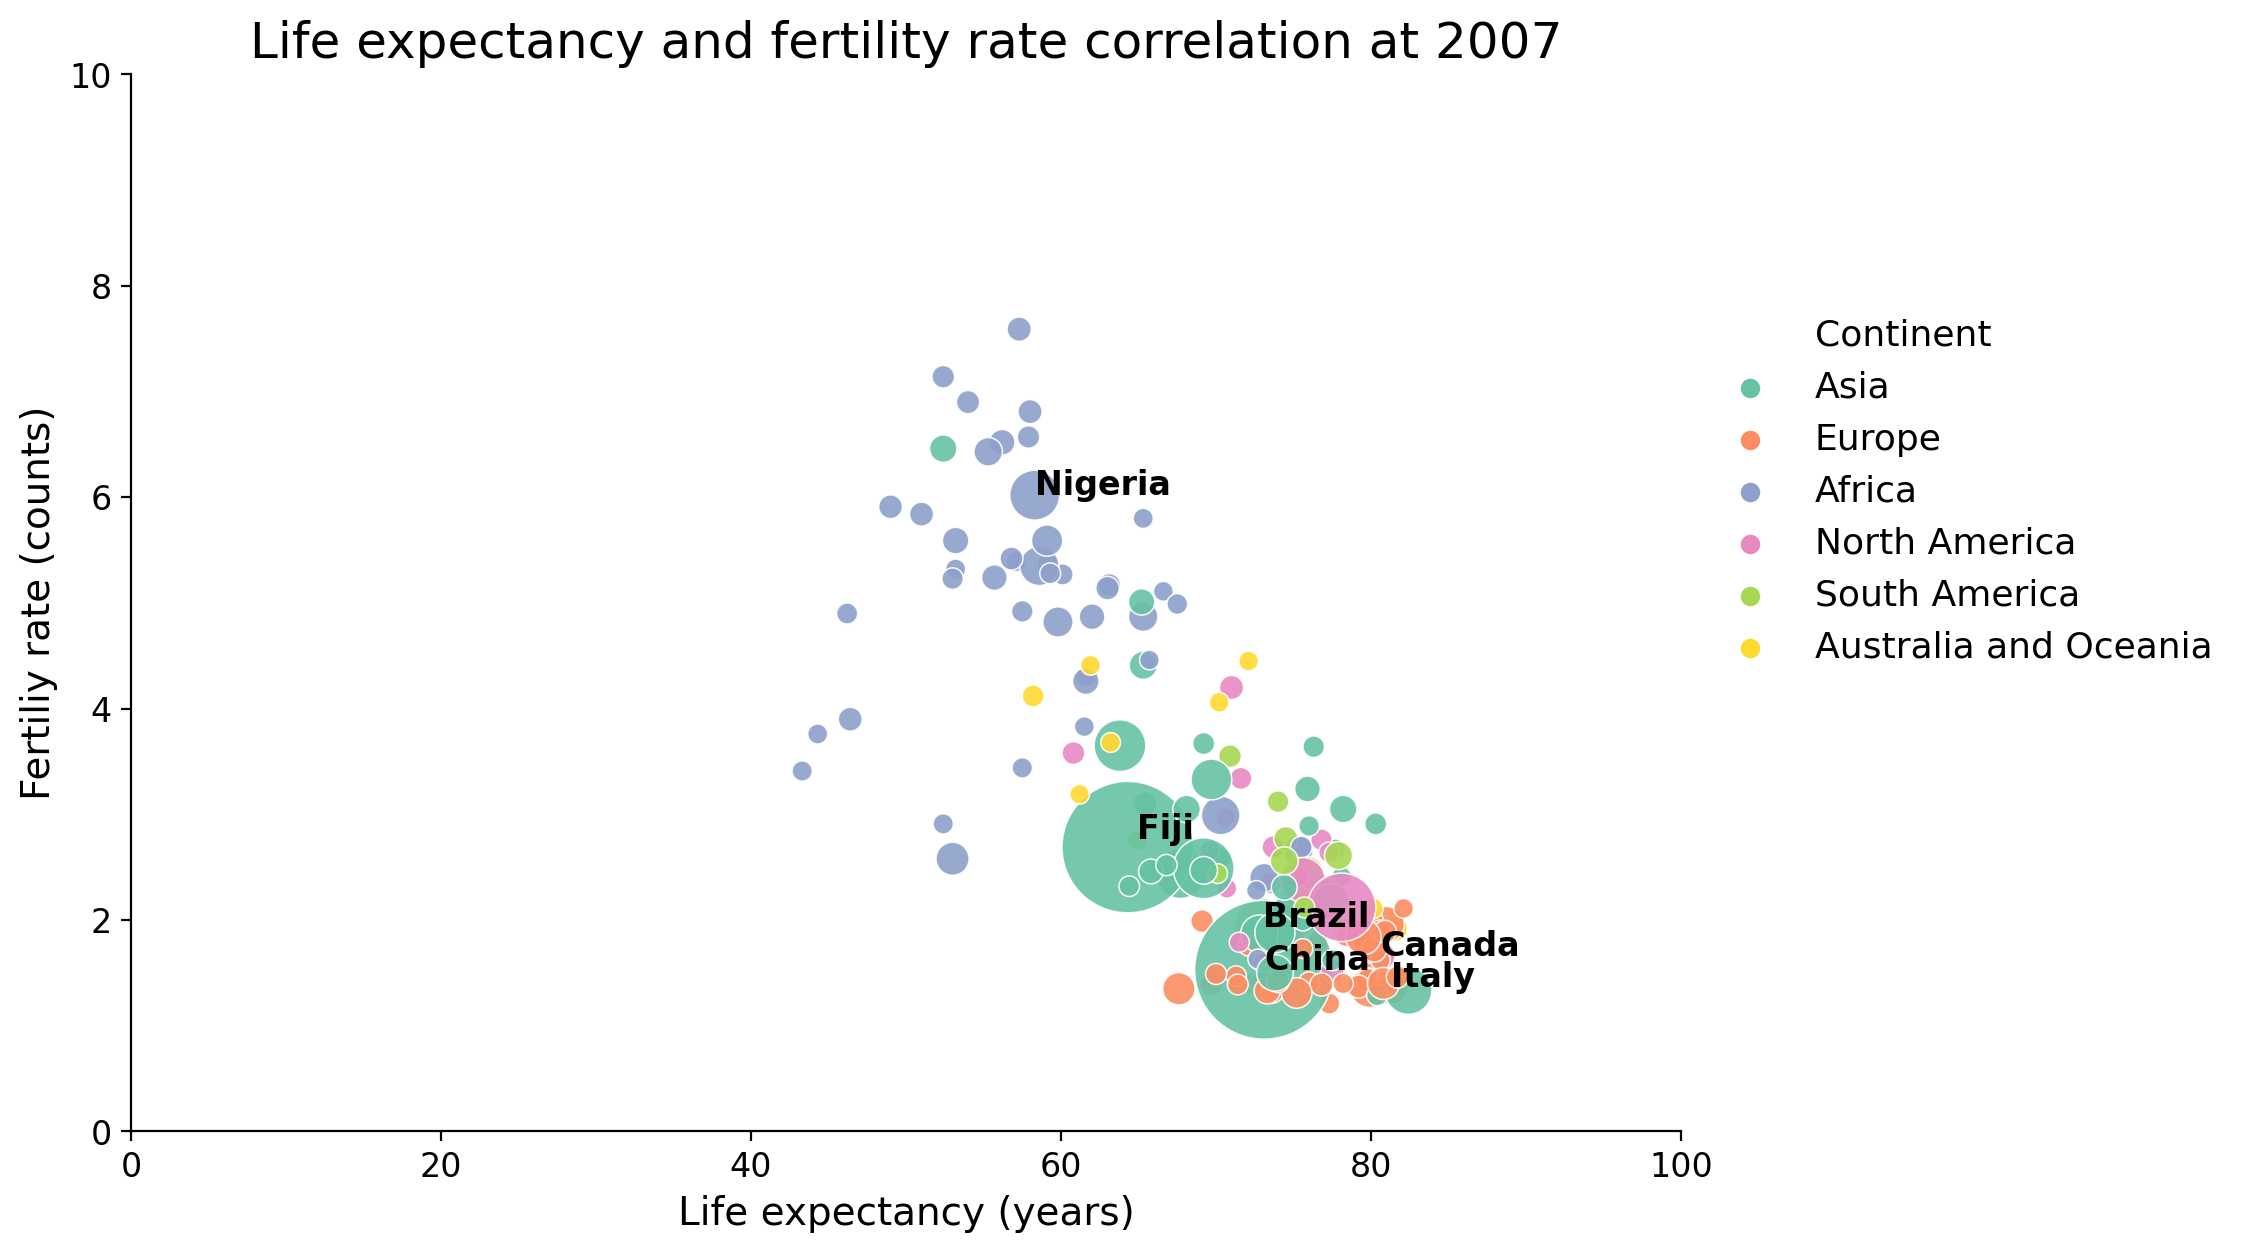 Life expectancy and fertility rate correlation at 2007
10
8
6
4
2
0
Fertiliy rate (counts)
0 20 40 60 80 100
Life expectancy (years)
Nigeria
Fiji
Brazil
China
Canada
Italy
Continent
Asia
Europe
Africa
North America
South America
Australia and Oceania